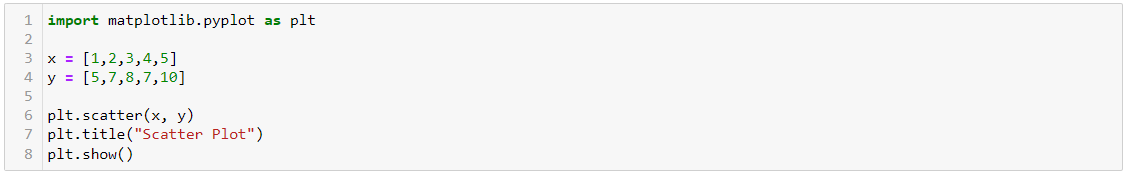 1 import matplotlib.pyplot as plt
2
3 x = [1,2,3,4,5]
4 y = [5,7,8,7,10]
5
6 plt.scatter(x, y)
7 plt.title("Scatter Plot")
8 plt.show()